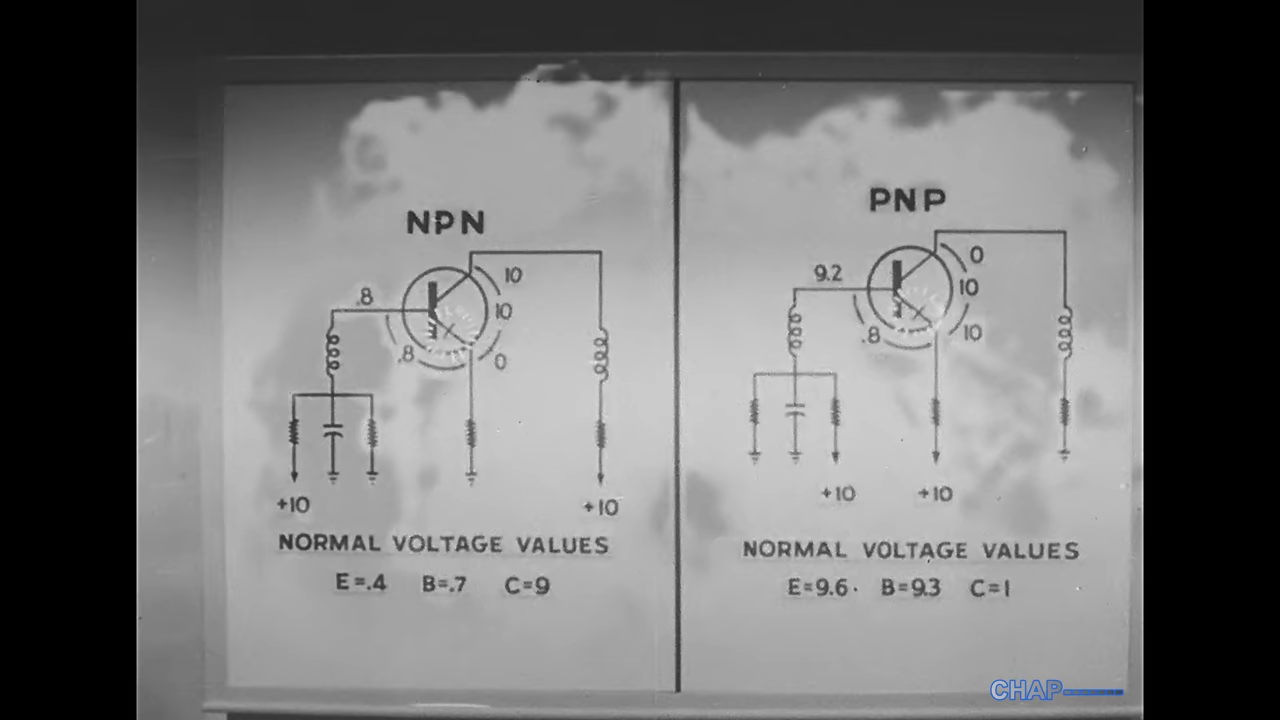 NPN
.8
10
10
.8
0
+10
+10
NORMAL VOLTAGE VALUES
E=.4 B=.7 C=9
PNP
9.2
0
10
.8
10
+10
+10
NORMAL VOLTAGE VALUES
E=9.6 B=9.3 C=1
CHAP